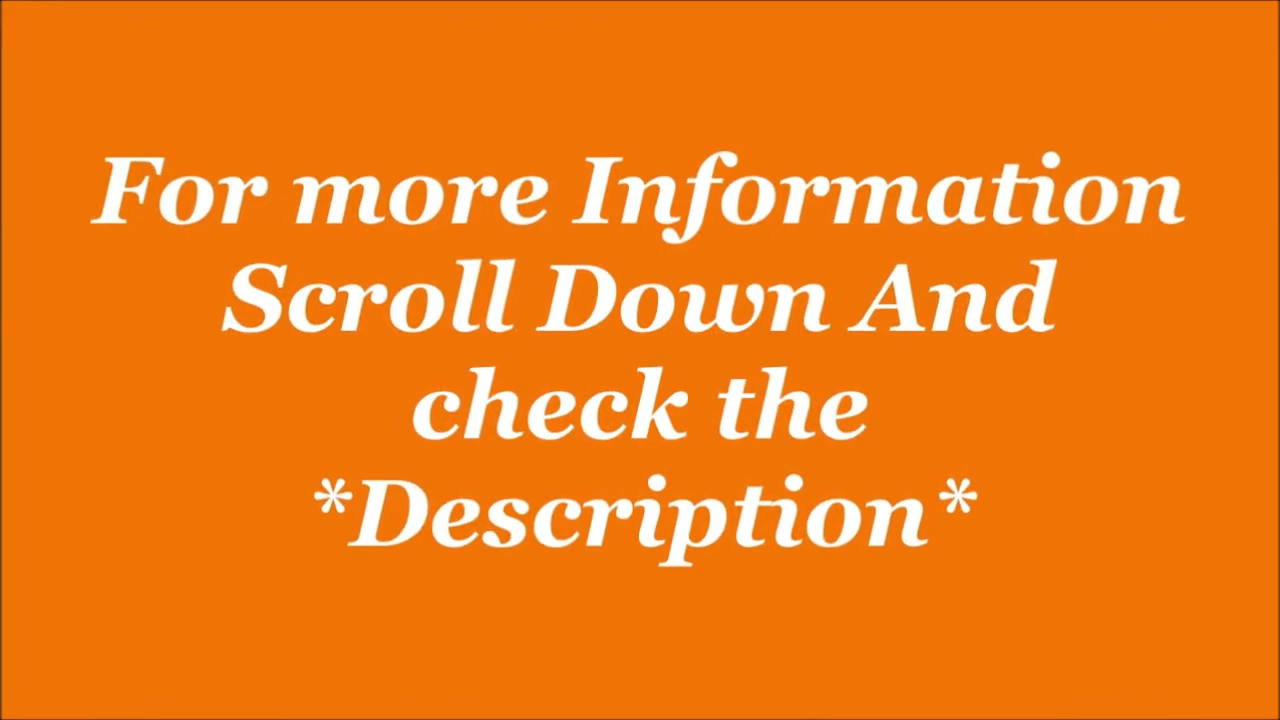 For more Information
Scroll Down And
check the
*Description*